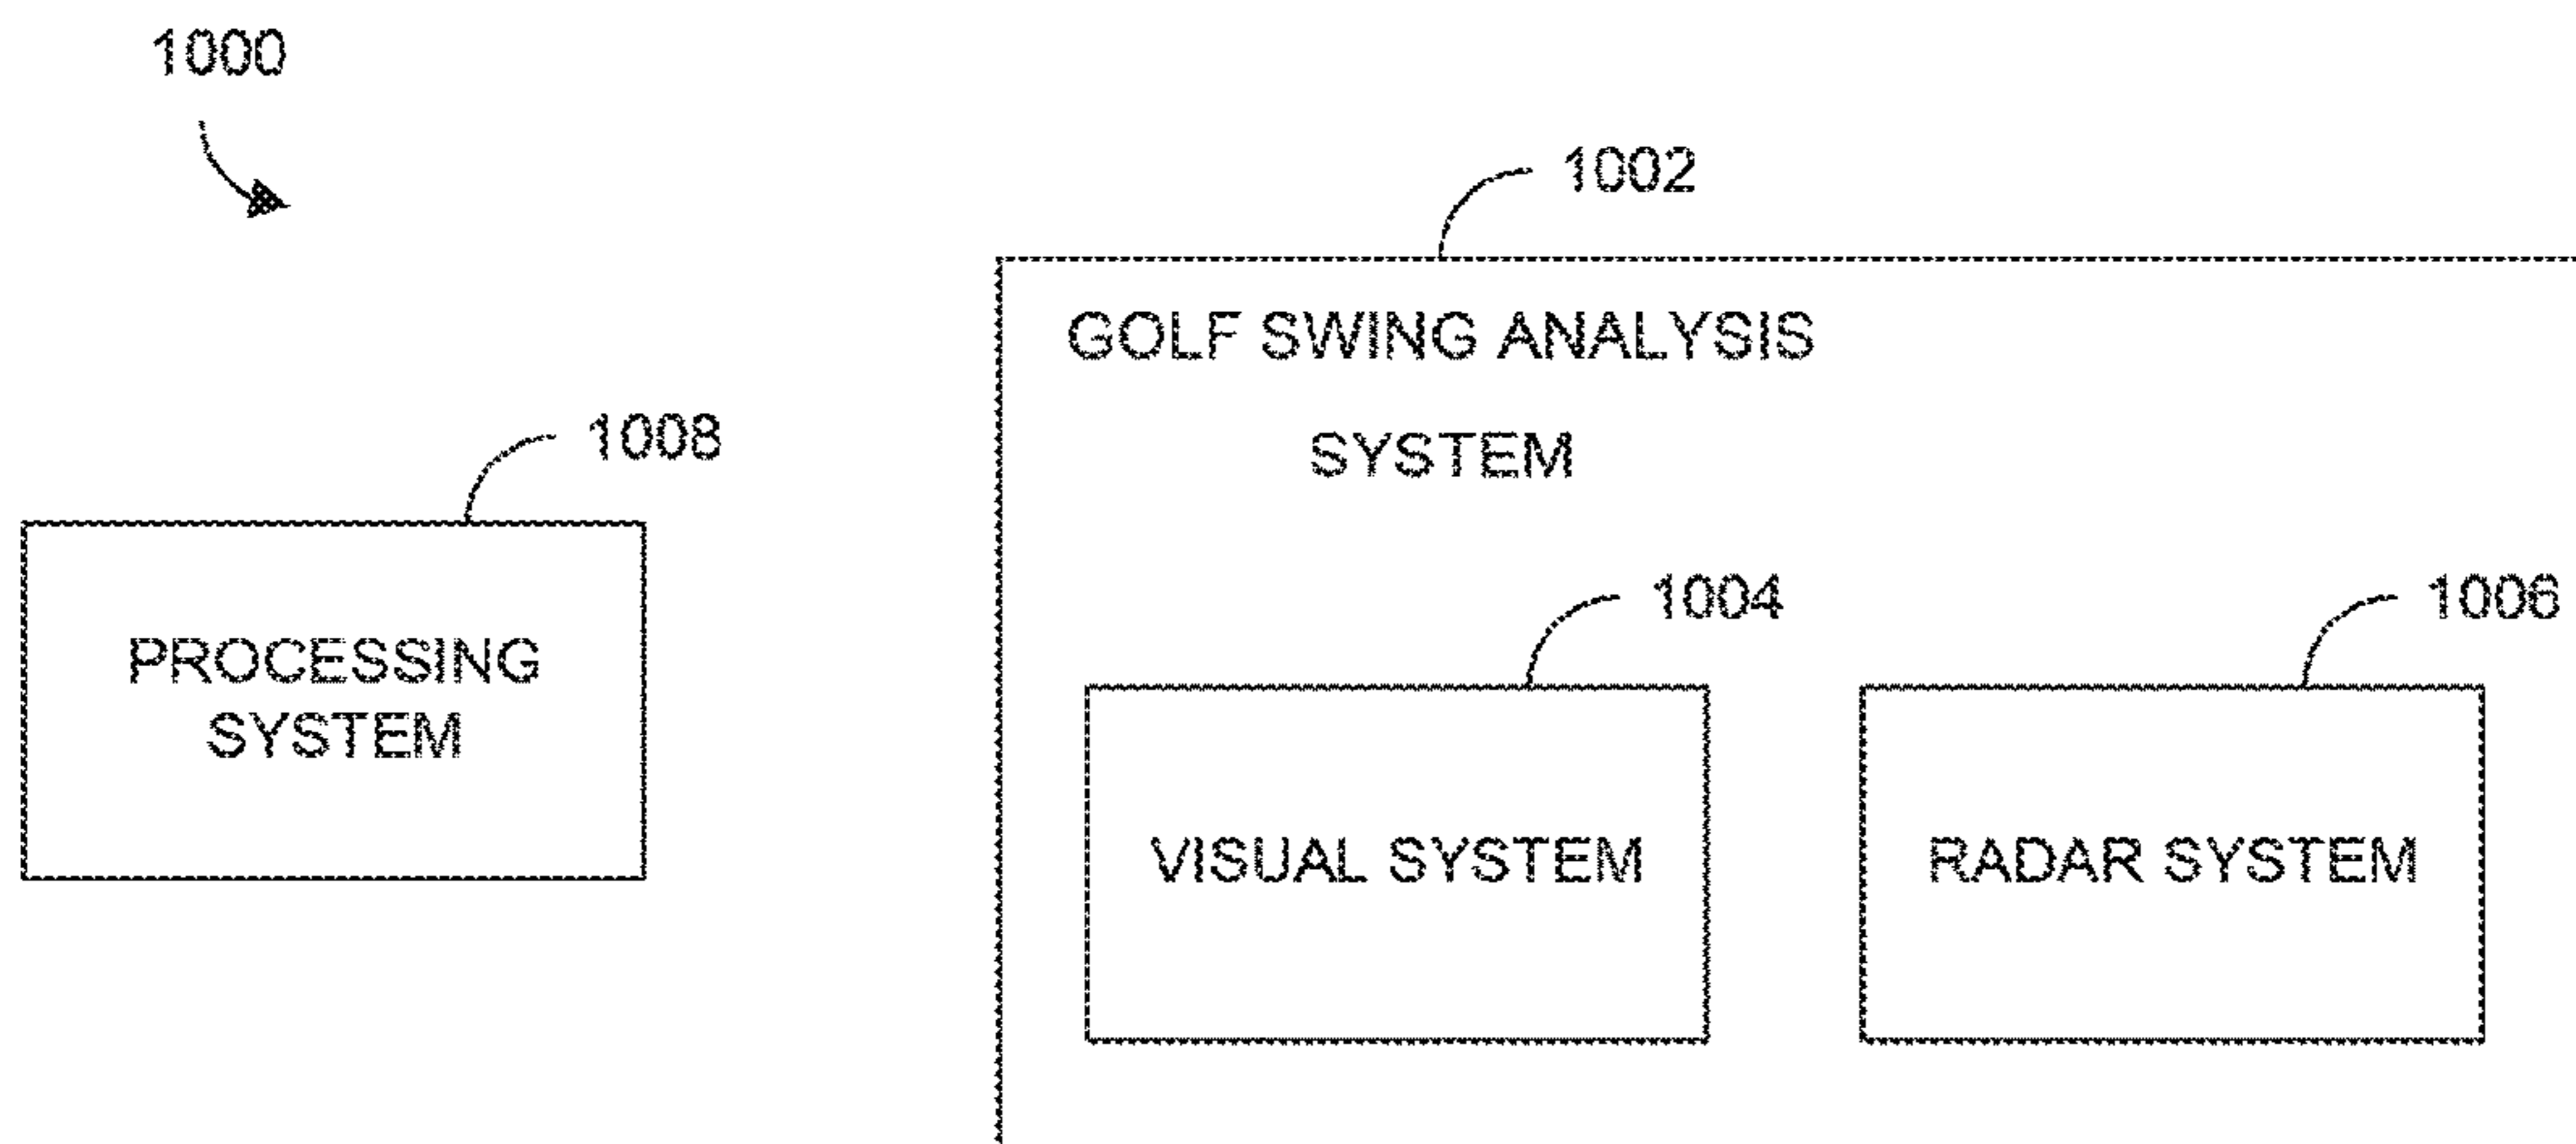 1000
1002
GOLF SWING ANALYSIS
SYSTEM
1008
PROCESSING
SYSTEM
1004
1006
VISUAL SYSTEM
RADAR SYSTEM